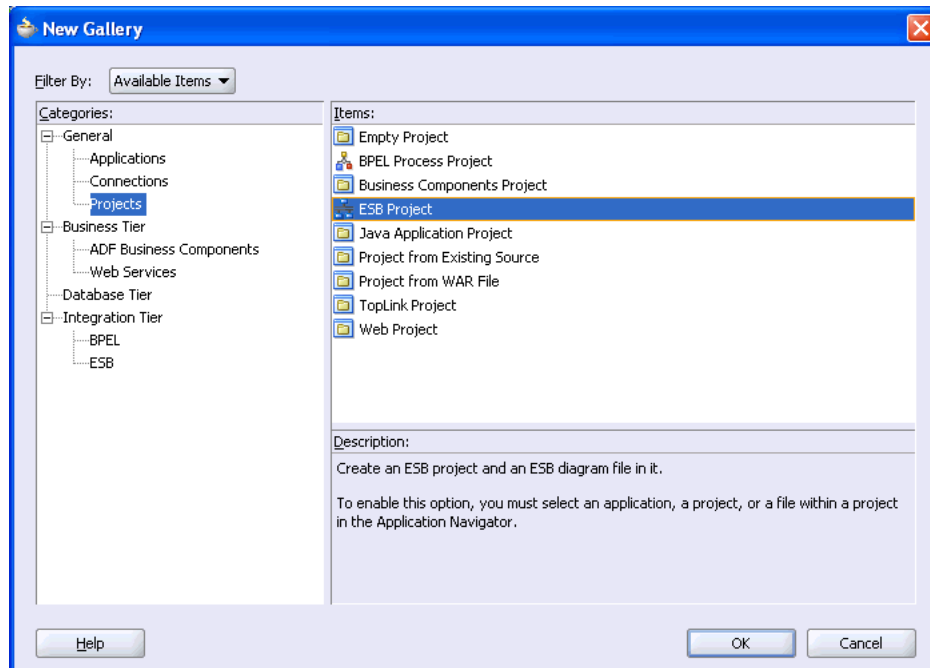 New Gallery
Filter By: Available Items
Categories:
General
Applications
Connections
Projects
Business Tier
ADF Business Components
Web Services
Database Tier
Integration Tier
BPEL
ESB
Items:
Empty Project
BPEL Process Project
Business Components Project
ESB Project
Java Application Project
Project from Existing Source
Project from WAR File
TopLink Project
Web Project
Description:
Create an ESB project and an ESB diagram file in it.
To enable this option, you must select an application, a project, or a file within a project
in the Application Navigator.
Help OK Cancel